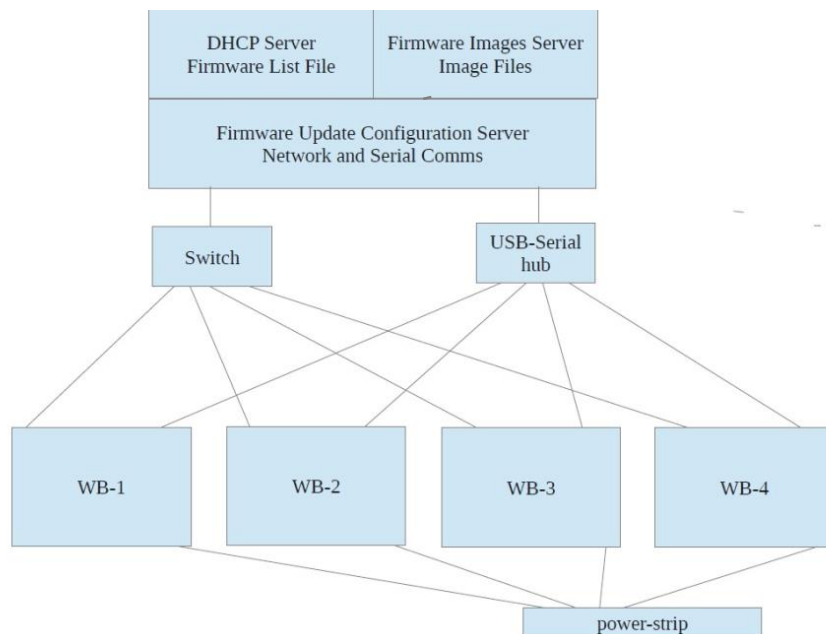 DHCP Server
Firmware List File
Firmware Images Server
Image Files
Firmware Update Configuration Server
Network and Serial Comms
Switch
USB-Serial
hub
WB-1
WB-2
WB-3
WB-4
power-strip